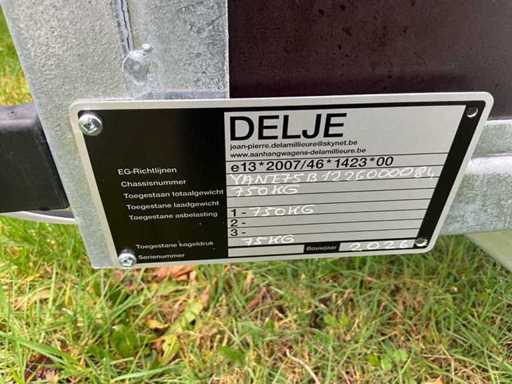 DELJE
jean-pierre.delamillieure@skynet.be
www.aanhangwagens-delamillieure.be
EG-Richtlijnen e13*2007/46*1423*00
Chassisnummer
Toegestaan totaalgewicht 750KG
Toegestane laadgewicht
Toegestane asbelasting 1 - 750KG
2 -
3 -
Toegestane kogeldruk 75KG
Serienummer Bouwjaar 2026